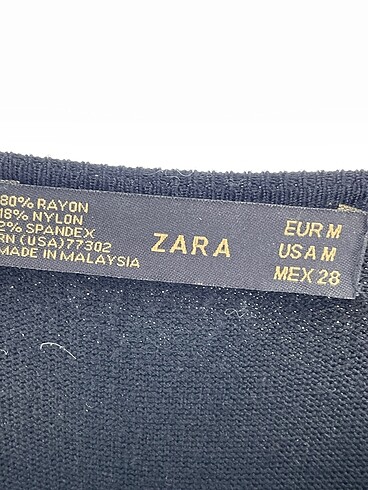 80% RAYON
18% NYLON
2% SPANDEX
RN (USA) 77302
MADE IN MALAYSIA
ZARA
EUR M
USA M
MEX 28